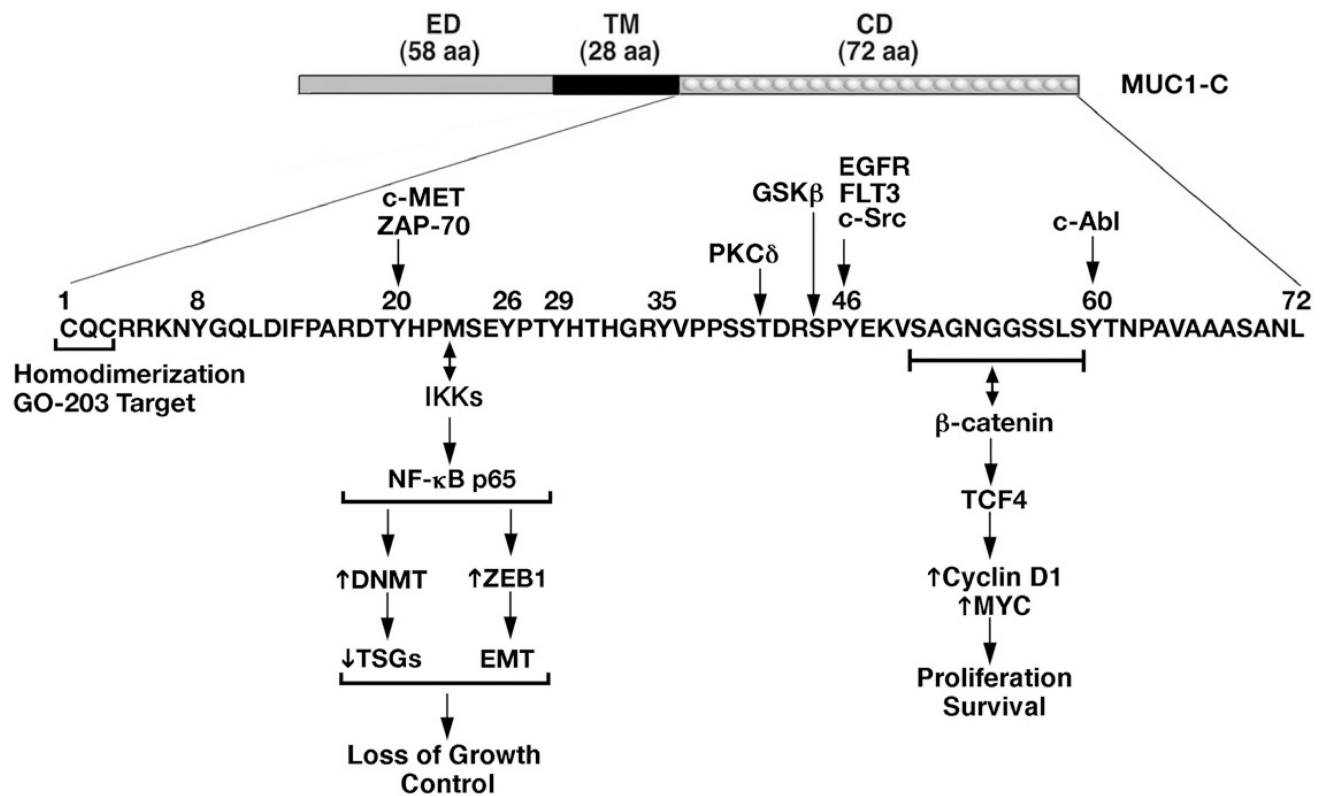 ED TM CD
(58 aa) (28 aa) (72 aa)
MUC1-C
EGFR
c-MET GSKβ FLT3
ZAP-70 c-Src c-Abl
PKCδ
1 8 20 26 29 35 46 60 72
CQCRRKNYGQLDIFPARDTYHPMSEYPTYHTHGRYVPPSSTDRSPYEKVSAGNGGSSLSYTNPAVAAASANL
Homodimerization
GO-203 Target
IKKs
NF-κB p65
↑DNMT ↑ZEB1
↓TSGs EMT
Loss of Growth
Control
β-catenin
TCF4
↑Cyclin D1
↑MYC
Proliferation
Survival